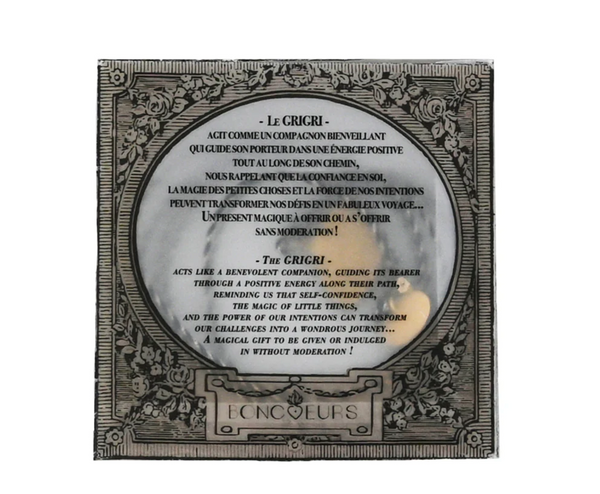 - LE GRIGRI -
AGIT COMME UN COMPAGNON BIENVEILLANT
QUI GUIDE SON PORTEUR DANS UNE ÉNERGIE POSITIVE
TOUT AU LONG DE SON CHEMIN,
NOUS RAPPELANT QUE LA CONFIANCE EN SOI,
LA MAGIE DES PETITES CHOSES ET LA FORCE DE NOS INTENTIONS
PEUVENT TRANSFORMER NOS DÉFIS EN UN FABULEUX VOYAGE...
UN PRESENT MAGIQUE À OFFRIR OU A S'OFFRIR
SANS MODERATION !
- THE GRIGRI -
ACTS LIKE A BENEVOLENT COMPANION, GUIDING ITS BEARER
THROUGH A POSITIVE ENERGY ALONG THEIR PATH,
REMINDING US THAT SELF-CONFIDENCE,
THE MAGIC OF LITTLE THINGS,
AND THE POWER OF OUR INTENTIONS CAN TRANSFORM
OUR CHALLENGES INTO A WONDROUS JOURNEY...
A MAGICAL GIFT TO BE GIVEN OR INDULGED
IN WITHOUT MODERATION !
BONCOEURS